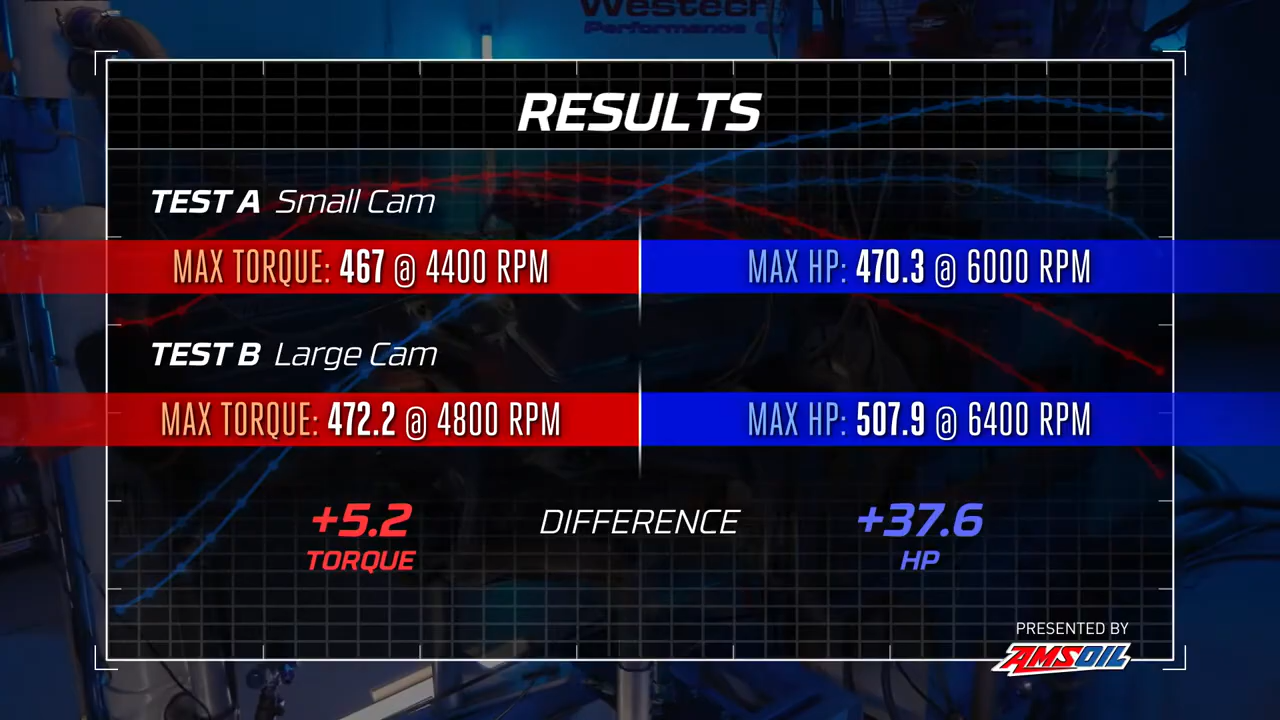 Westech
Performance
RESULTS
TEST A Small Cam
MAX TORQUE: 467 @ 4400 RPM
MAX HP: 470.3 @ 6000 RPM
TEST B Large Cam
MAX TORQUE: 472.2 @ 4800 RPM
MAX HP: 507.9 @ 6400 RPM
+5.2
TORQUE
DIFFERENCE
+37.6
HP
PRESENTED BY
AMSOIL